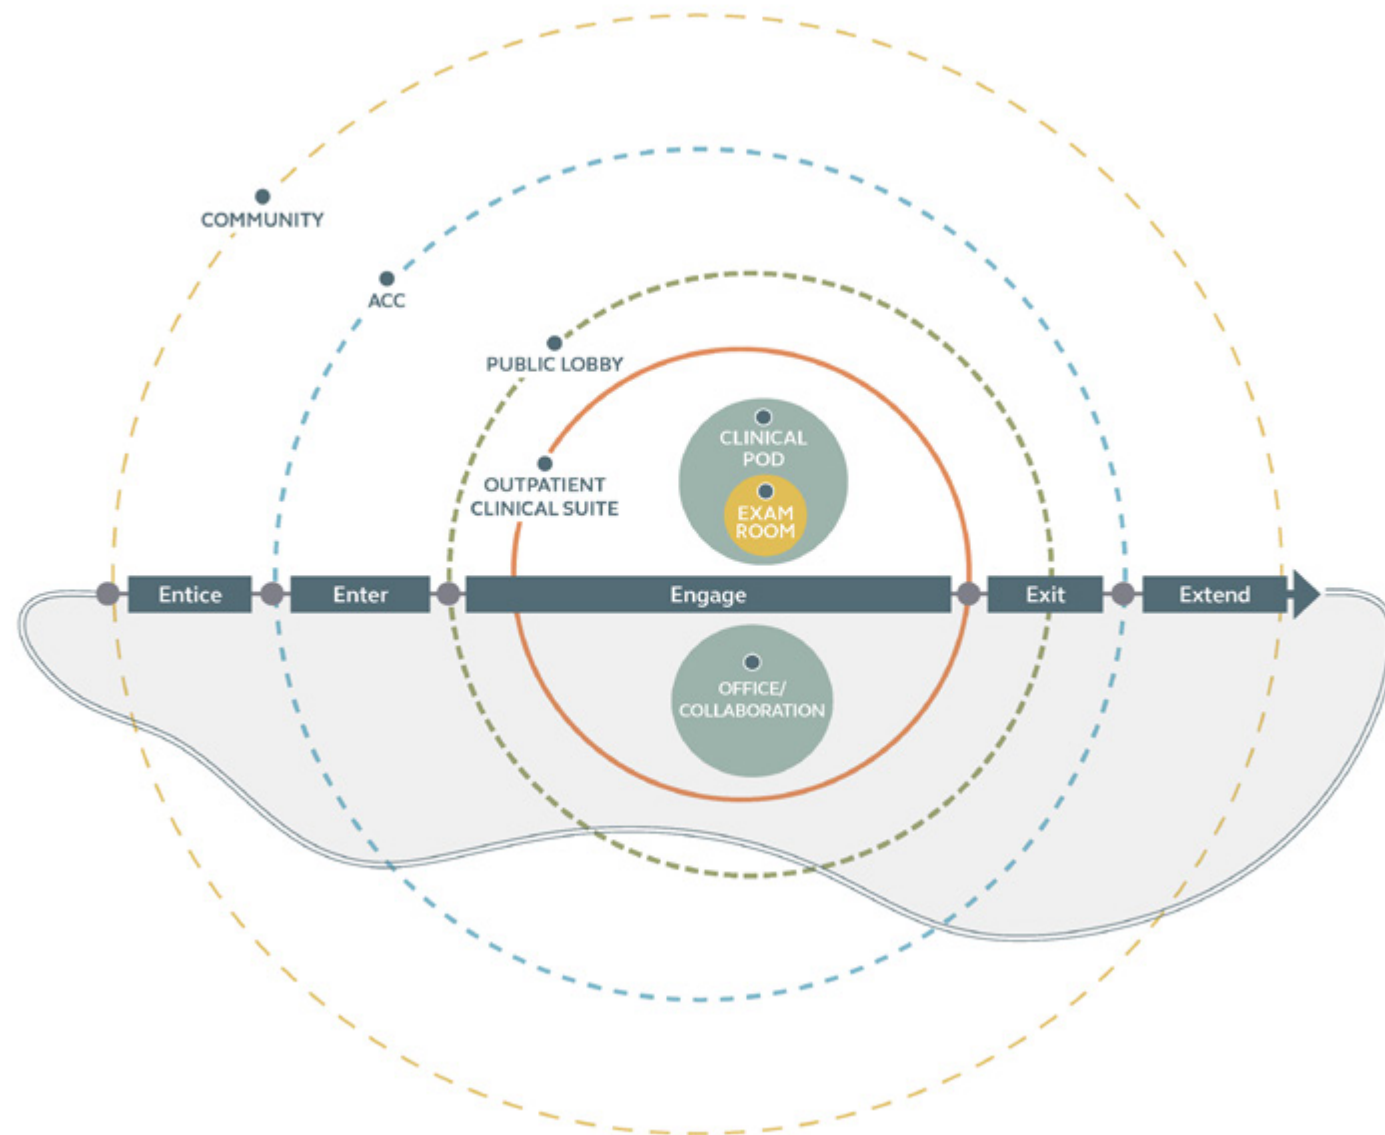 COMMUNITY
ACC
PUBLIC LOBBY
OUTPATIENT
CLINICAL SUITE
CLINICAL
POD
EXAM
ROOM
Entice
Enter
Engage
Exit
Extend
OFFICE/
COLLABORATION